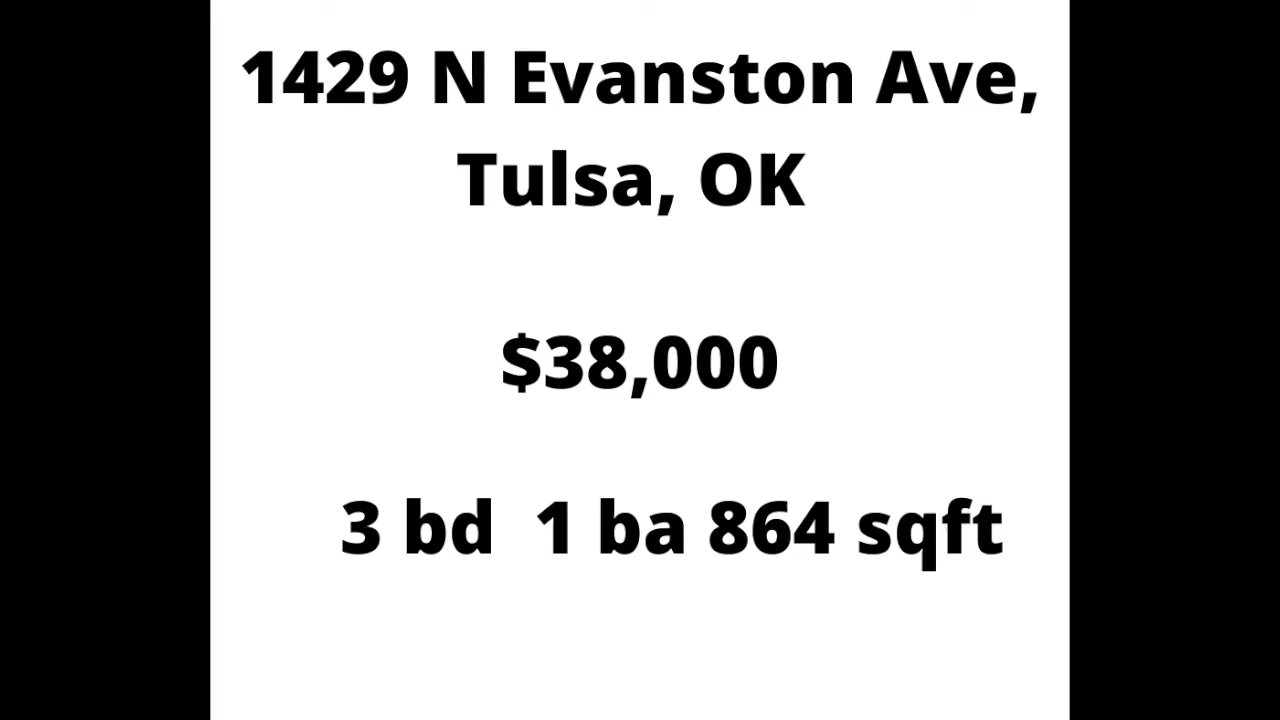 1429 N Evanston Ave,
Tulsa, OK
$38,000
3 bd 1 ba 864 sqft